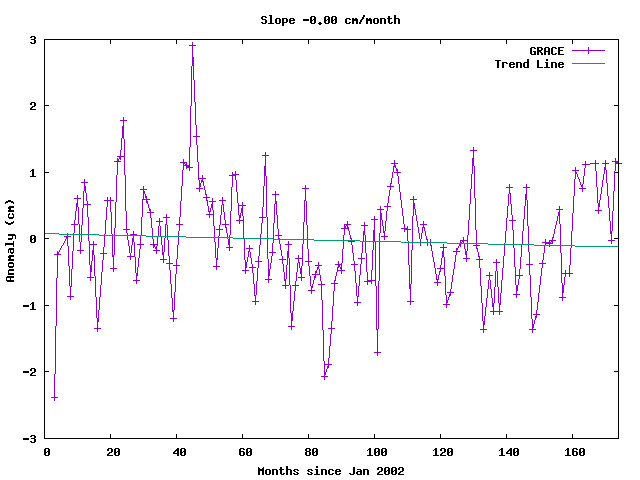 Slope -0.00 cm/month
GRACE
Trend Line
3
2
1
0
-1
-2
-3
Anomaly (cm)
0 20 40 60 80 100 120 140 160
Months since Jan 2002